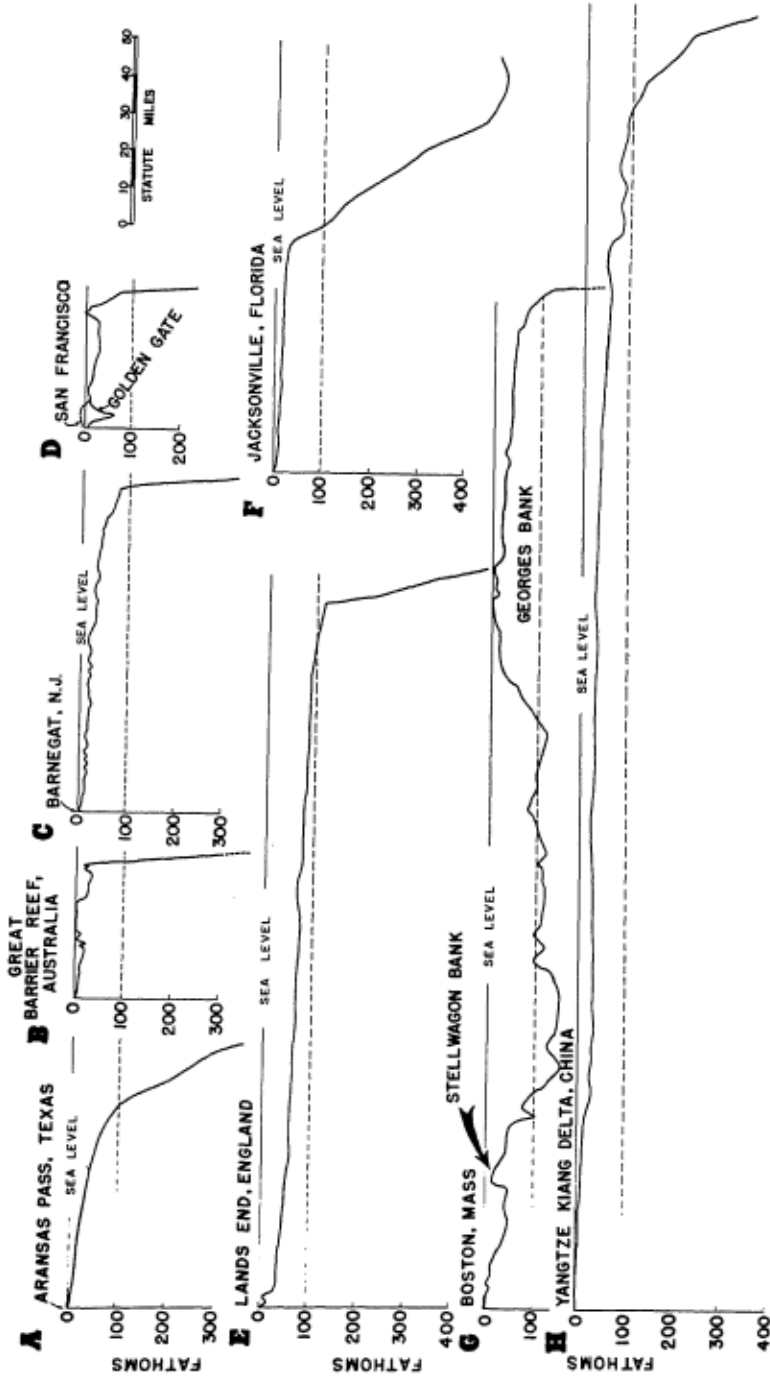 A
ARANSAS PASS, TEXAS
SEA LEVEL
0
100
200
300
FATHOMS
B
GREAT
BARRIER REEF,
AUSTRALIA
0
100
200
300
C
BARNEGAT, N.J.
SEA LEVEL
0
100
200
300
D
SAN FRANCISCO
GOLDEN GATE
0
100
200
0 10 20 30 40 50
STATUTE MILES
E
LANDS END, ENGLAND
SEA LEVEL
0
100
200
300
400
F
JACKSONVILLE, FLORIDA
SEA LEVEL
0
100
200
300
400
G
BOSTON, MASS
STELLWAGON BANK
SEA LEVEL
GEORGES BANK
0
100
H
YANGTZE KIANG DELTA, CHINA
SEA LEVEL
0
100
200
300
400
FATHOMS